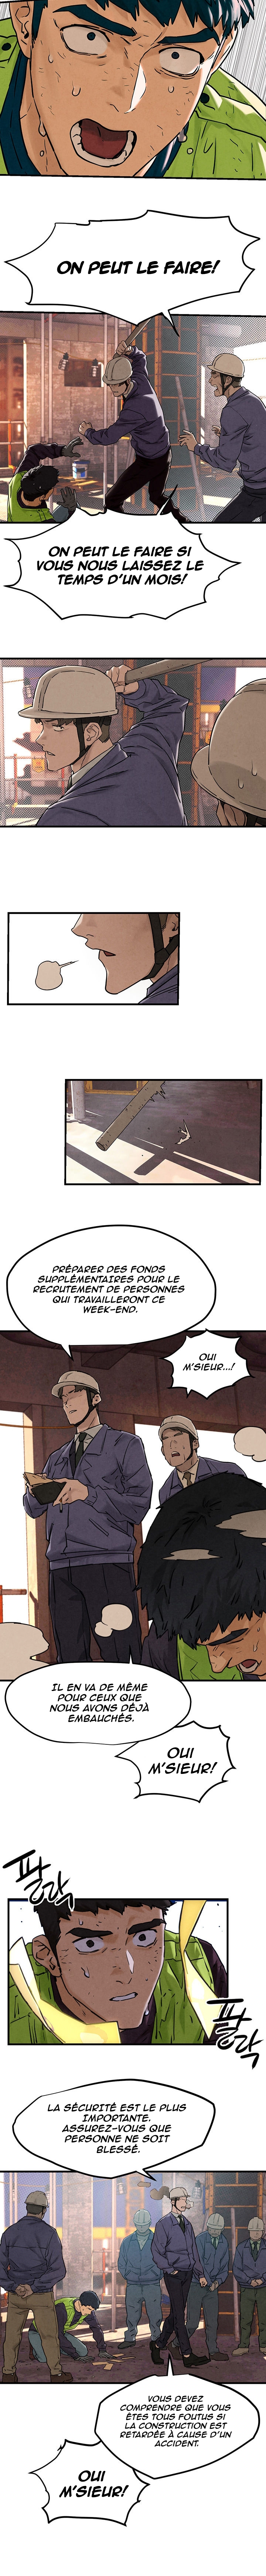 ON PEUT LE FAIRE!
ON PEUT LE FAIRE SI
VOUS NOUS LAISSEZ LE
TEMPS D'UN MOIS!
PRÉPARER DES FONDS
SUPPLÉMENTAIRES POUR LE
RECRUTEMENT DE PERSONNES
QUI TRAVAILLERONT CE
WEEK-END.
OUI
M'SIEUR...!
IL EN VA DE MÊME
POUR CEUX QUE
NOUS AVONS DÉJÀ
EMBAUCHÉS.
OUI
M'SIEUR!
펄럭
펄럭
LA SÉCURITÉ EST LE PLUS
IMPORTANTE.
ASSUREZ-VOUS QUE
PERSONNE NE SOIT
BLESSÉ.
VOUS DEVEZ
COMPRENDRE QUE VOUS
ÊTES TOUS FOUTUS SI
LA CONSTRUCTION EST
RETARDÉE À CAUSE D'UN
ACCIDENT.
OUI
M'SIEUR!